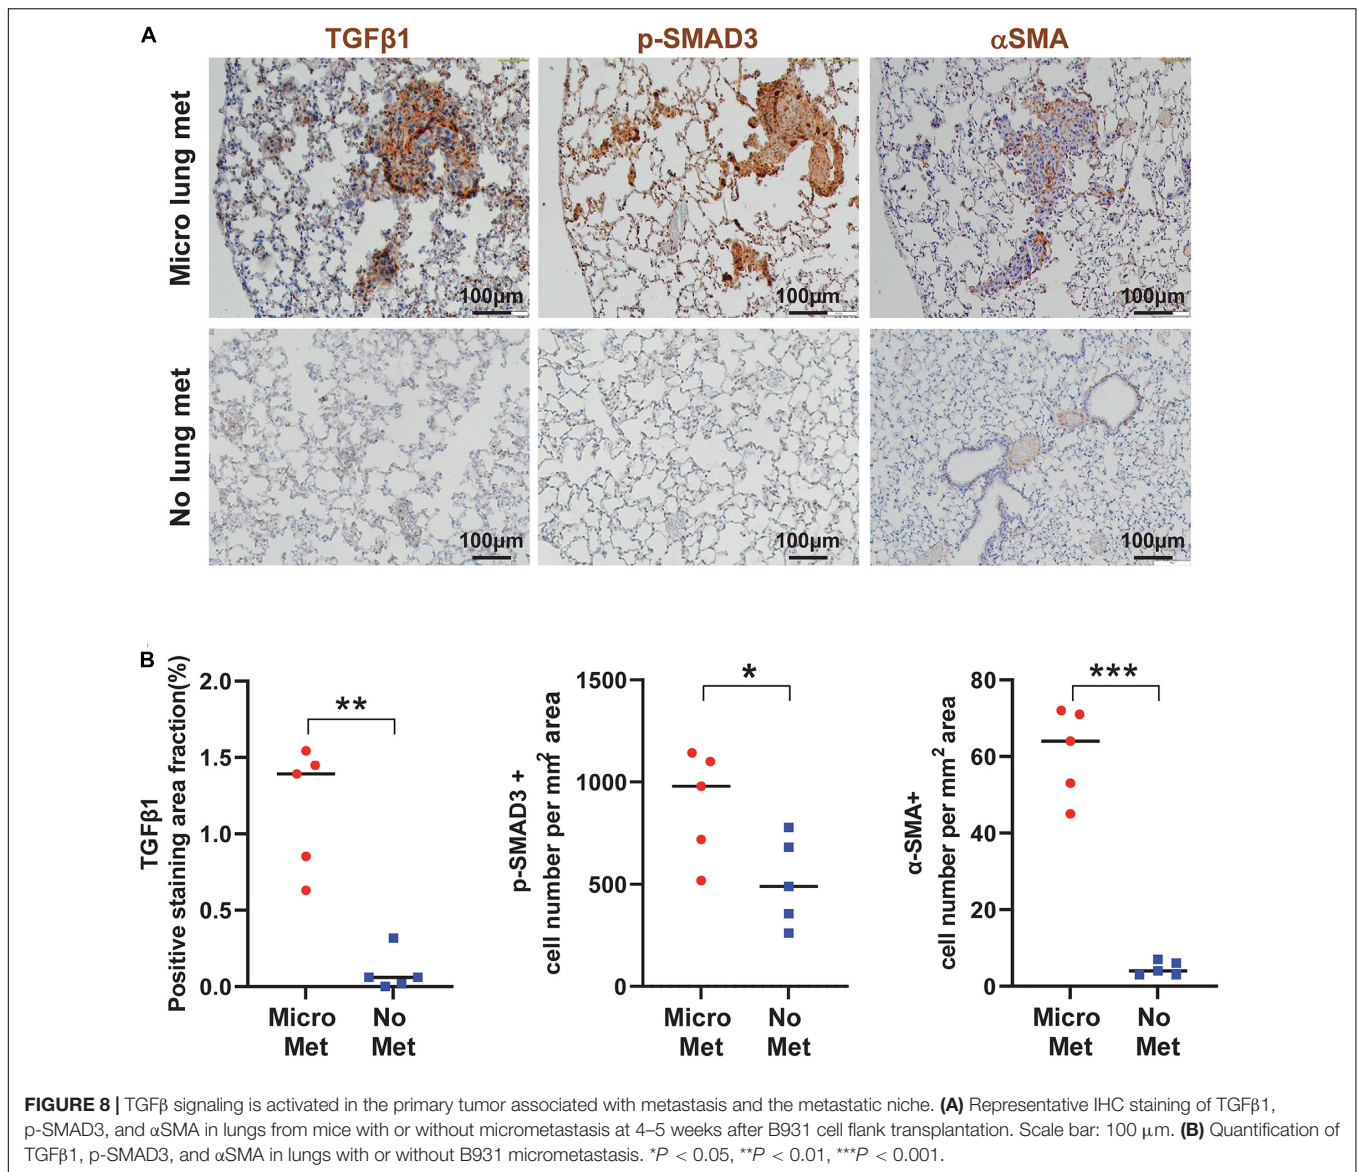 A
TGFβ1
p-SMAD3
αSMA
Micro lung met
100μm
100μm
100μm
No lung met
100μm
100μm
100μm
B
TGFβ1
Positive staining area fraction(%)
2.0
1.5
1.0
0.5
0.0
**
Micro
Met
No
Met
p-SMAD3 +
cell number per mm² area
1500
1000
500
0
*
Micro
Met
No
Met
α-SMA+
cell number per mm² area
80
60
40
20
0
***
Micro
Met
No
Met
FIGURE 8 | TGFβ signaling is activated in the primary tumor associated with metastasis and the metastatic niche. (A) Representative IHC staining of TGFβ1,
p-SMAD3, and αSMA in lungs from mice with or without micrometastasis at 4–5 weeks after B931 cell flank transplantation. Scale bar: 100 μm. (B) Quantification of
TGFβ1, p-SMAD3, and αSMA in lungs with or without B931 micrometastasis. *P < 0.05, **P < 0.01, ***P < 0.001.